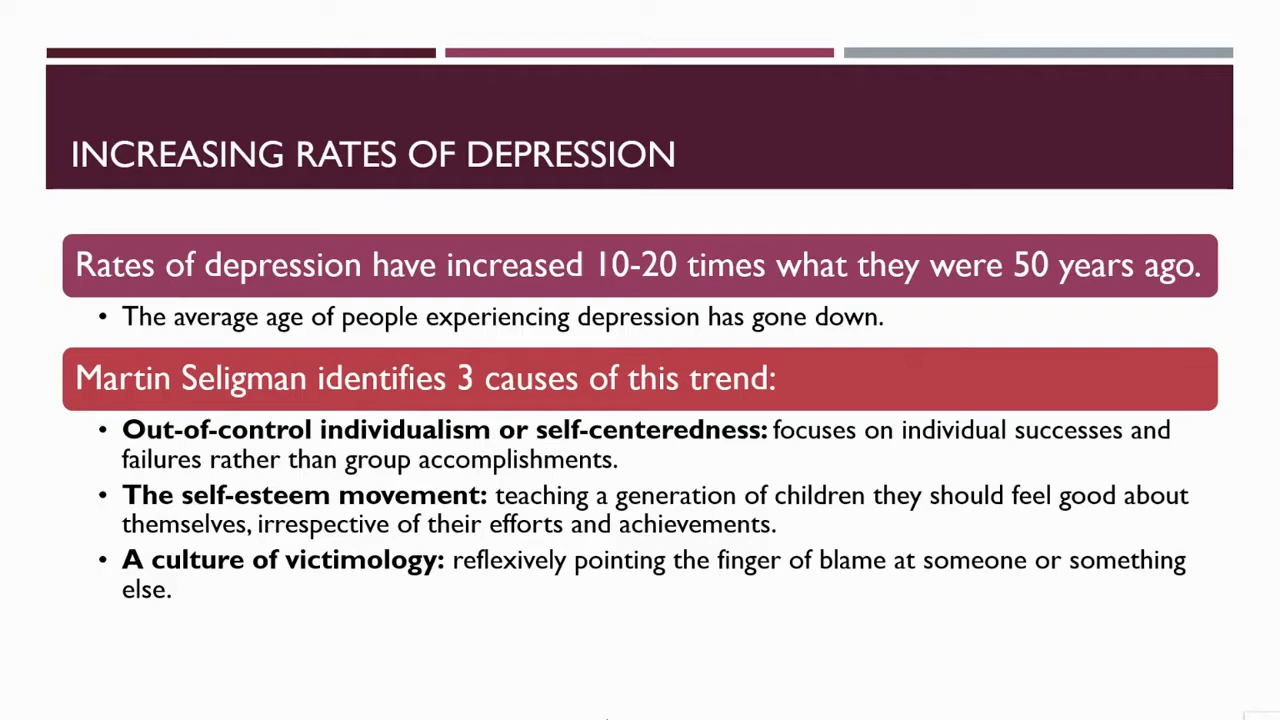 INCREASING RATES OF DEPRESSION
Rates of depression have increased 10-20 times what they were 50 years ago.
• The average age of people experiencing depression has gone down.
Martin Seligman identifies 3 causes of this trend:
• Out-of-control individualism or self-centeredness: focuses on individual successes and
failures rather than group accomplishments.
• The self-esteem movement: teaching a generation of children they should feel good about
themselves, irrespective of their efforts and achievements.
• A culture of victimology: reflexively pointing the finger of blame at someone or something
else.